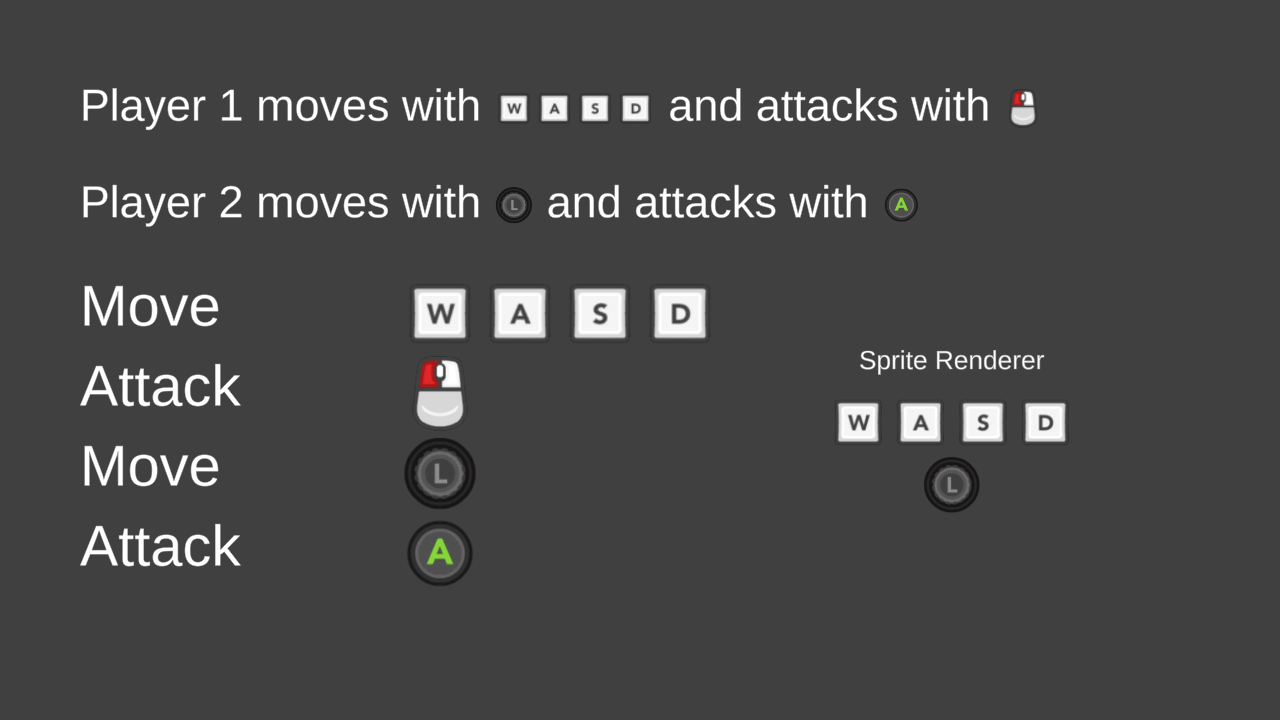 Player 1 moves with W A S D and attacks with
Player 2 moves with L and attacks with A
Move W A S D
Attack
Move L
Attack A
Sprite Renderer
W A S D
L